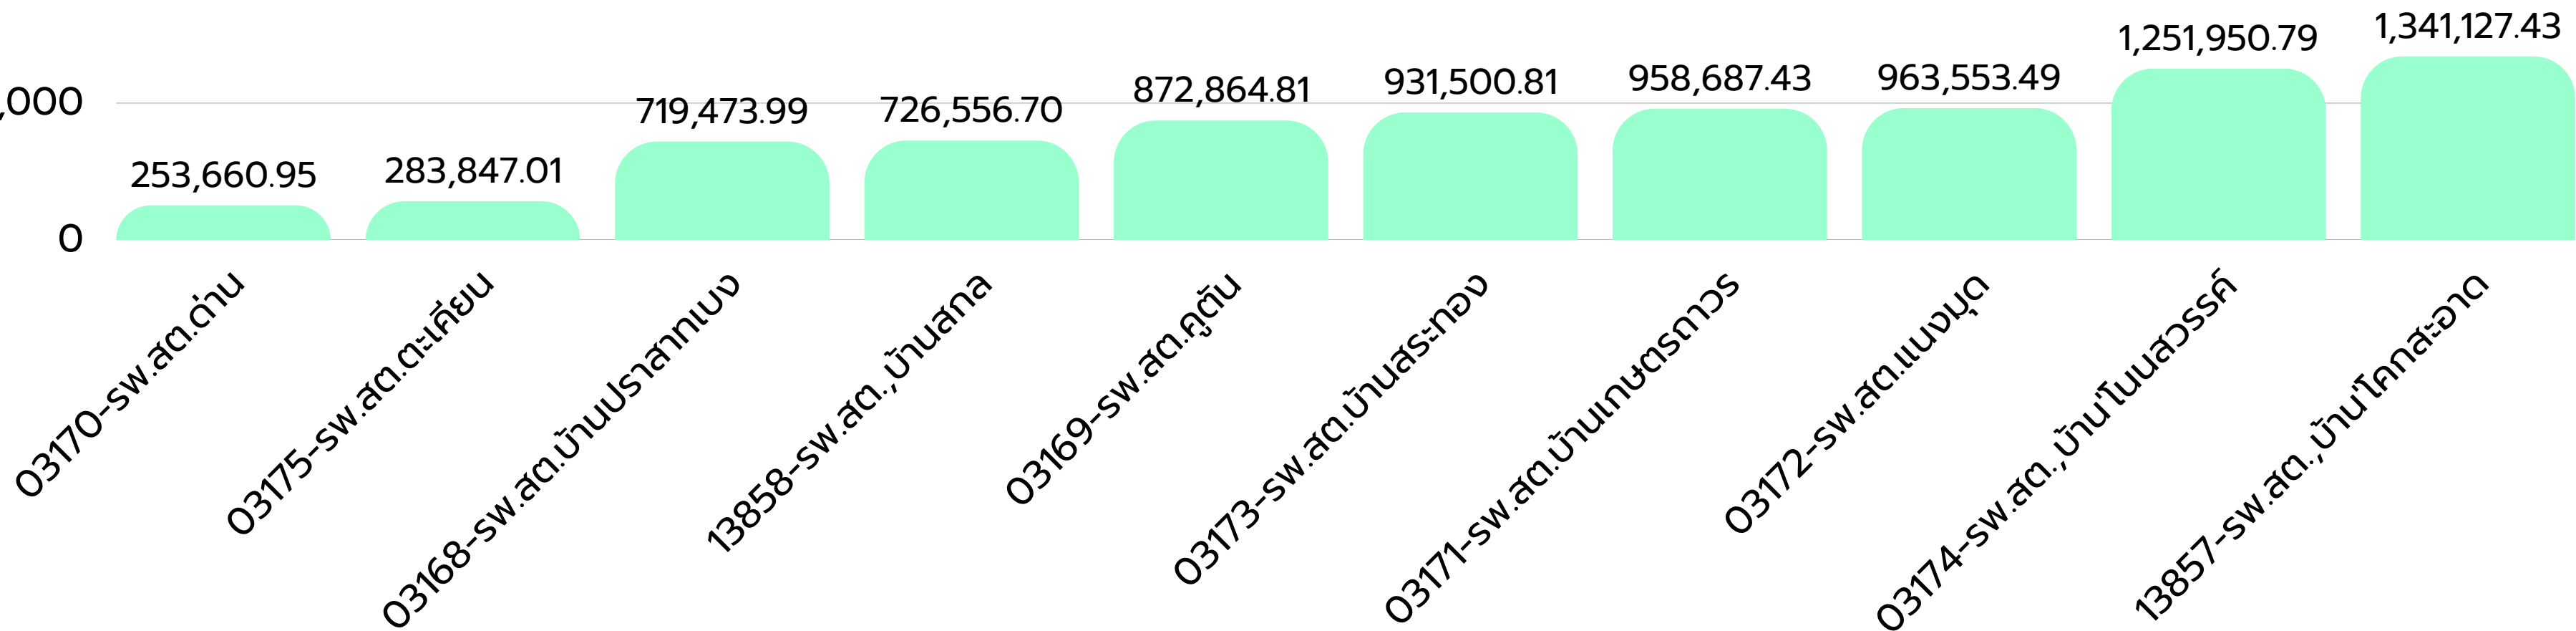 1,341,127.43
1,251,950.79
963,553.49
958,687.43
931,500.81
872,864.81
726,556.70
719,473.99
283,847.01
253,660.95
,000
0
03170-รพ.สต.ด่าน
03175-รพ.สต.ตะเคียน
03168-รพ.สต.บ้านปราสาทเบง
13858-รพ.สต.,บ้านสกล
03169-รพ.สต.คูตัน
03173-รพ.สต.บ้านสระทอง
03171-รพ.สต.บ้านเกษตรถาวร
03172-รพ.สต.แนงมุด
03174-รพ.สต.,บ้านโนนสวรรค์
13857-รพ.สต.,บ้านโคกสะอาด